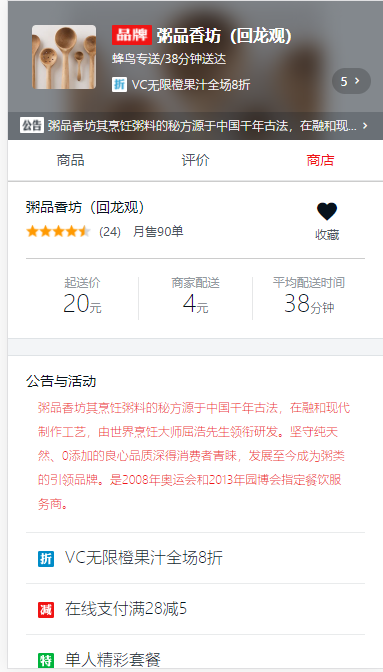 品牌 粥品香坊（回龙观）
蜂鸟专送/38分钟送达
折 VC无限橙果汁全场8折
5 >
公告 粥品香坊其烹饪粥料的秘方源于中国千年古法，在融和现... >
商品 评价 商店
粥品香坊（回龙观）
(24) 月售90单
收藏
起送价 商家配送 平均配送时间
20元 4元 38分钟
公告与活动
粥品香坊其烹饪粥料的秘方源于中国千年古法，在融和现代
制作工艺，由世界烹饪大师屈浩先生领衔研发。坚守纯天
然、0添加的良心品质深得消费者青睐，发展至今成为粥类
的引领品牌。是2008年奥运会和2013年园博会指定餐饮服
务商。
折 VC无限橙果汁全场8折
减 在线支付满28减5
特 单人精彩套餐